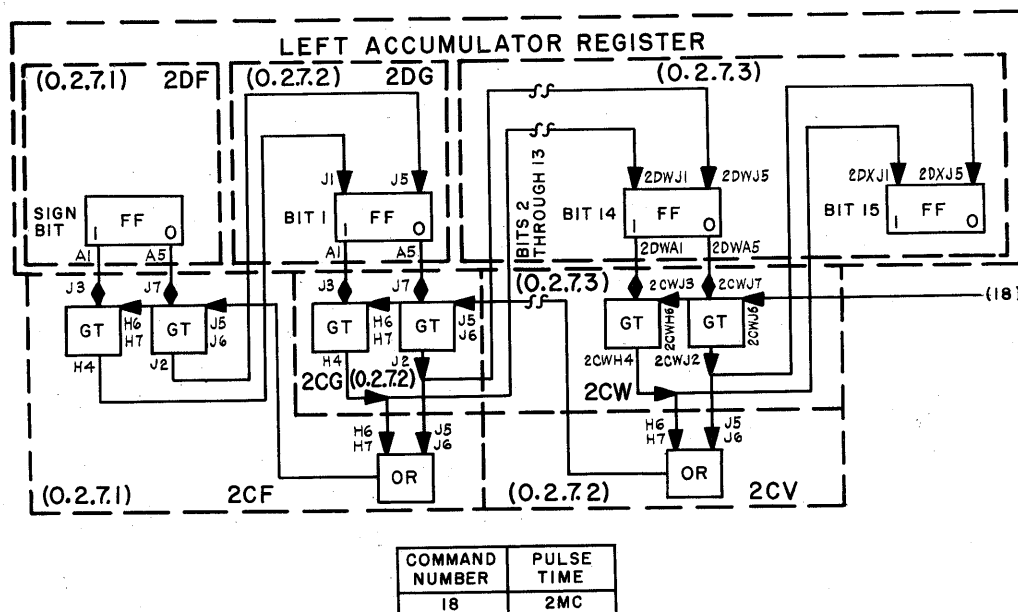 LEFT ACCUMULATOR REGISTER
(0.2.7.1) 2DF
(0.2.7.2) 2DG
(0.2.7.3)
SIGN BIT
FF
1 0
A1 A5
J1 J5
BIT 1
FF
1 0
A1 A5
BITS 2 THROUGH 13
2DWJ1 2DWJ5
BIT 14
FF
1 0
2DWA1 2DWA5
2DXJ1 2DXJ5
BIT 15
FF
1 0
J3 J7
GT
H6
H7
GT
J5
J6
H4 J2
J3 J7
GT
H6
H7
GT
J5
J6
H4 J2
2CG (0.2.7.2)
(0.2.7.3)
2CWJ3 2CWJ7
GT
2CWH6
GT
2CWJ6
(18)
2CWH4 2CWJ2
2CW
H6
H7
J5
J6
OR
H6
H7
J5
J6
OR
(0.2.7.1) 2CF
(0.2.7.2) 2CV
COMMAND NUMBER
PULSE TIME
18 2MC